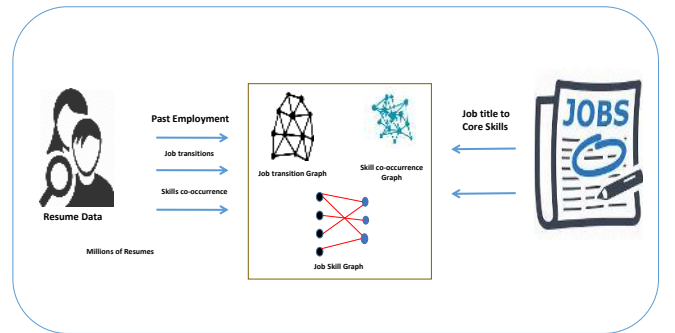 Resume Data
Millions of Resumes
Past Employment
Job transitions
Skills co-occurrence
Job transition Graph
Skill co-occurrence
Graph
Job Skill Graph
Job title to
Core Skills
JOBS